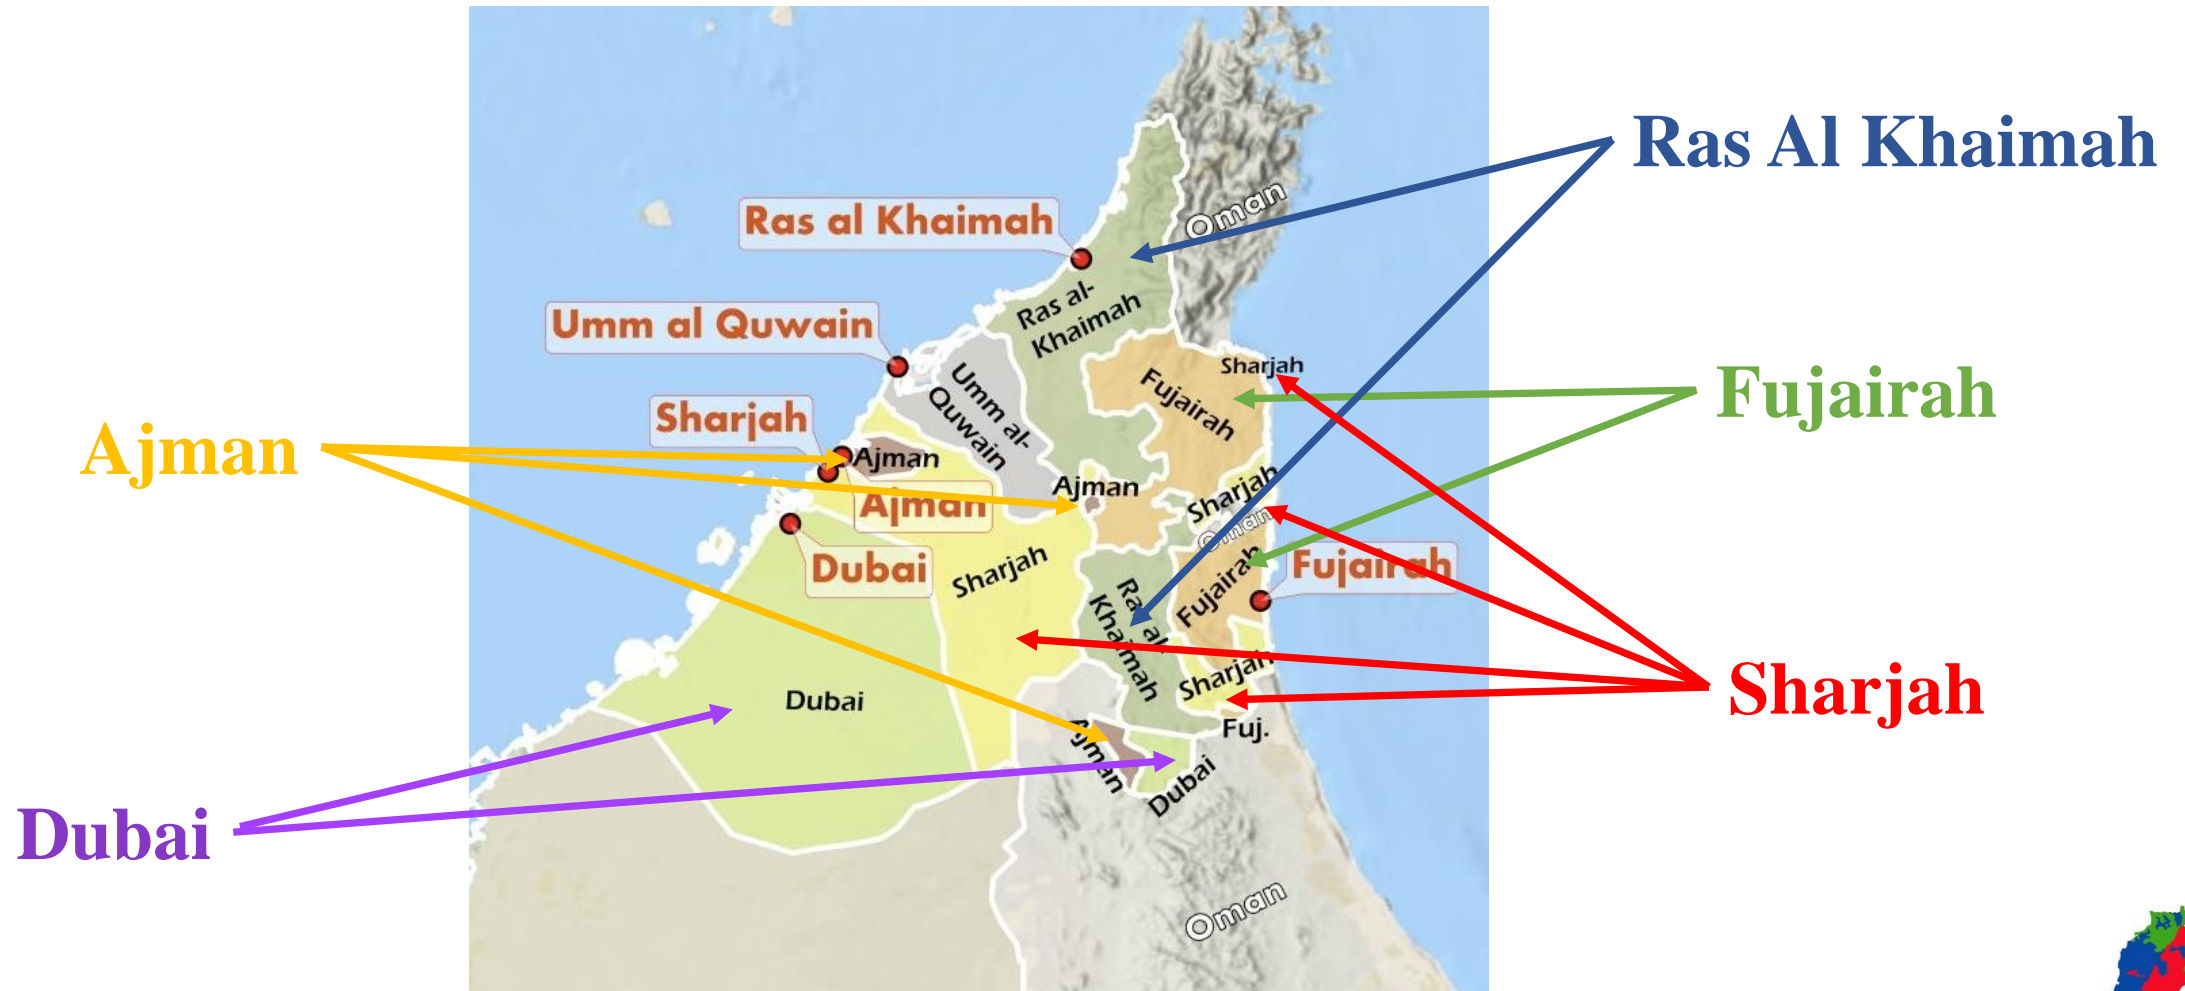 Ras Al Khaimah
Oman
Ras al Khaimah
Ras al-
Khaimah
Umm al Quwain
Sharjah
Fujairah
Umm al-
Quwain
Fujairah
Sharjah
Ajman
Ajman
Ajman
Sharjah
Ajman
Oman
Dubai
Sharjah
Fujairah
Fujairah
Ras al-
Khaimah
Sharjah
Sharjah
Dubai
Fuj.
Ajman
Dubai
Dubai
Oman